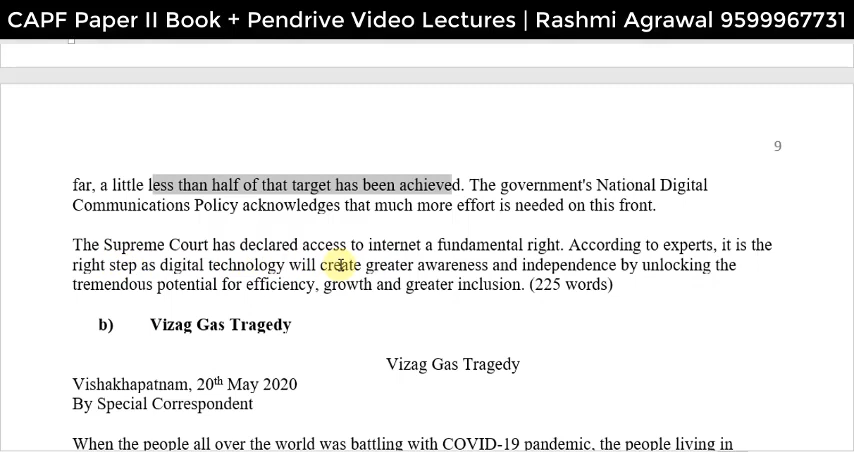 CAPF Paper II Book + Pendrive Video Lectures | Rashmi Agrawal 9599967731
9
far, a little less than half of that target has been achieved. The government's National Digital
Communications Policy acknowledges that much more effort is needed on this front.
The Supreme Court has declared access to internet a fundamental right. According to experts, it is the
right step as digital technology will create greater awareness and independence by unlocking the
tremendous potential for efficiency, growth and greater inclusion. (225 words)
b) Vizag Gas Tragedy
Vizag Gas Tragedy
Vishakhapatnam, 20th May 2020
By Special Correspondent
When the people all over the world was battling with COVID-19 pandemic, the people living in